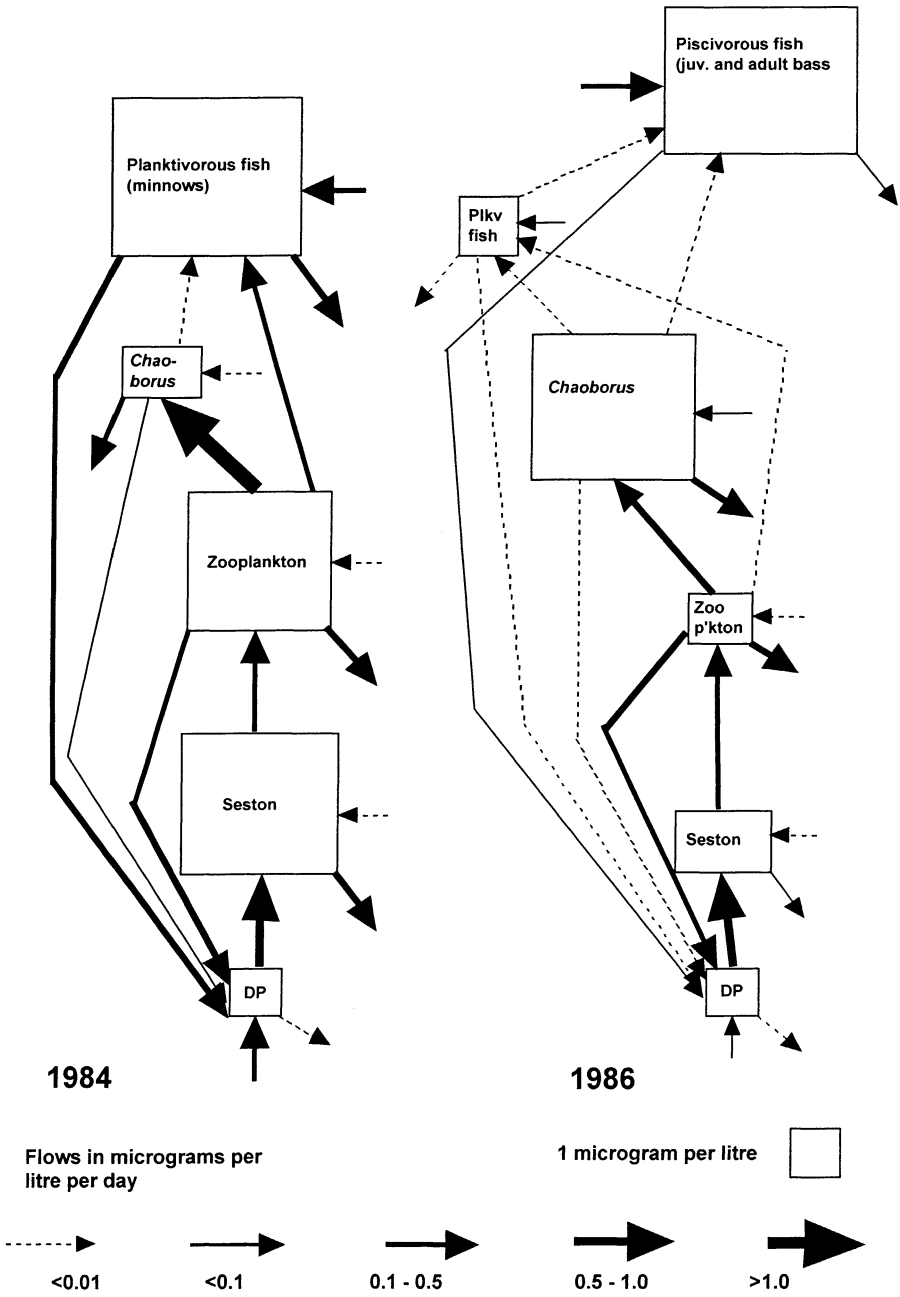 Piscivorous fish
(juv. and adult bass
Planktivorous fish
(minnows)
Plkv
fish
Chao-
borus
Chaoborus
Zooplankton
Zoo
p'kton
Seston
Seston
DP
DP
1984
1986
Flows in micrograms per
litre per day
1 microgram per litre
<0.01
<0.1
0.1 - 0.5
0.5 - 1.0
>1.0